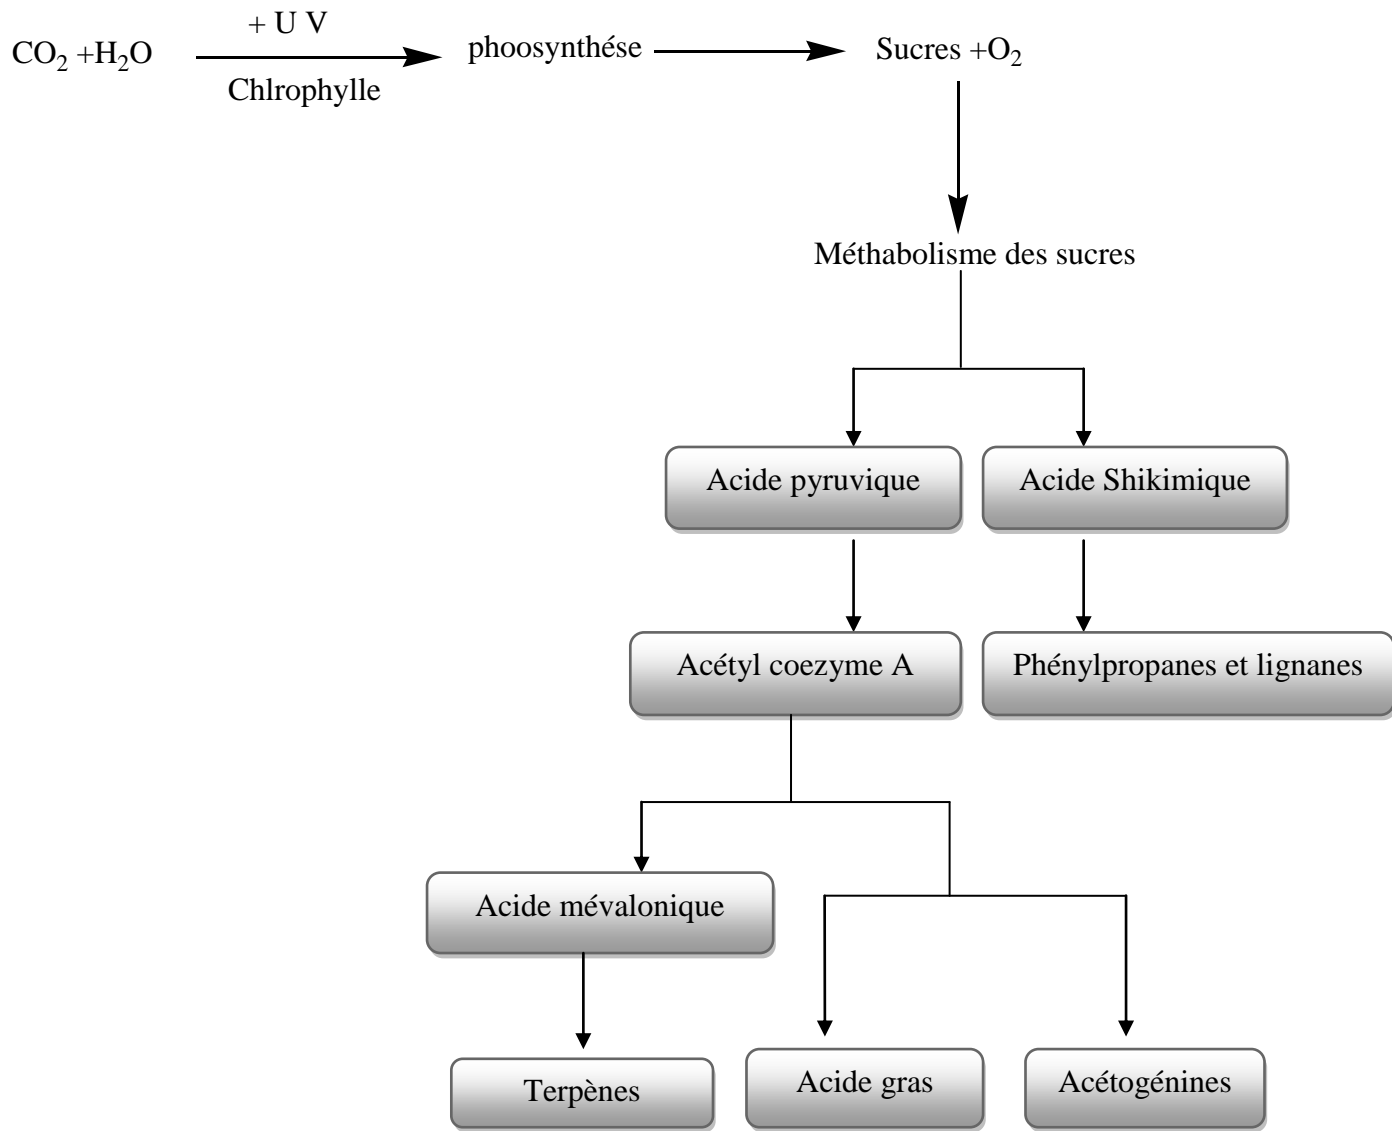 + U V
CO₂ +H₂O
Chlrophylle
phoosynthése
Sucres +O₂
Méthabolisme des sucres
Acide pyruvique
Acide Shikimique
Acétyl coezyme A
Phénylpropanes et lignanes
Acide mévalonique
Terpènes
Acide gras
Acétogénines